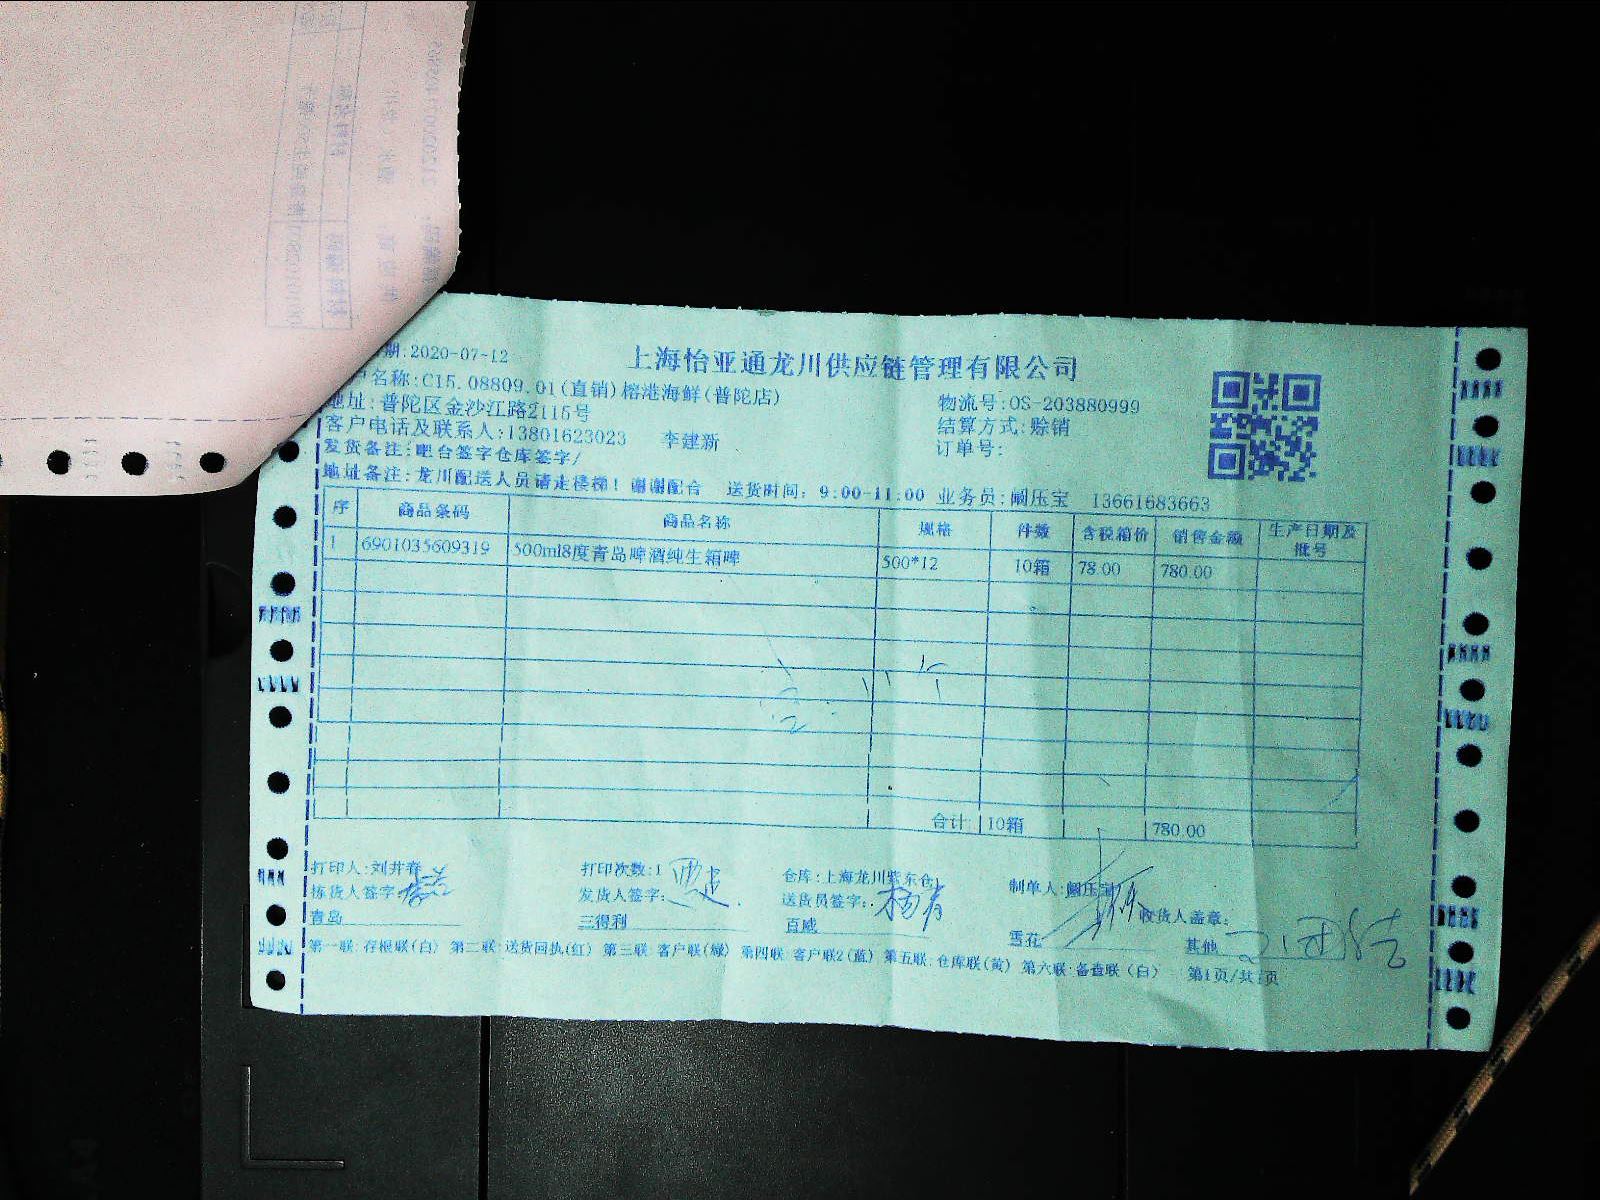 期:2020-07-12
上海怡亚通龙川供应链管理有限公司
名称:C15.08809.01(直销)榕港海鲜(普陀店)
物流号:OS-203880999
地址:普陀区金沙江路2115号
结算方式:赊销
客户电话及联系人:13801623023 李建新
订单号:
发货备注:吧台签字仓库签字/
地址备注:龙川配送人员请走楼梯!谢谢配合 送货时间:9:00-11:00 业务员:阚压宝 13661683663
序 商品条码 商品名称 规格 件数 含税箱价 销售金额 生产日期及批号
1 6901035609319 500ml8度青岛啤酒纯生箱啤 500*12 10箱 78.00 780.00
合计 10箱 780.00
打印人:刘井春 打印次数:1 仓库:上海龙川紫东仓 制单人:阚压宝
拣货人签字: 发货人签字: 送货员签字: 收货人盖章:
青岛 三得利 百威 雪花 其他
第一联:存根联(白) 第二联:送货回执(红) 第三联:客户联(绿) 第四联:客户联2(蓝) 第五联:仓库联(黄) 第六联:备查联(白) 第1页/共1页